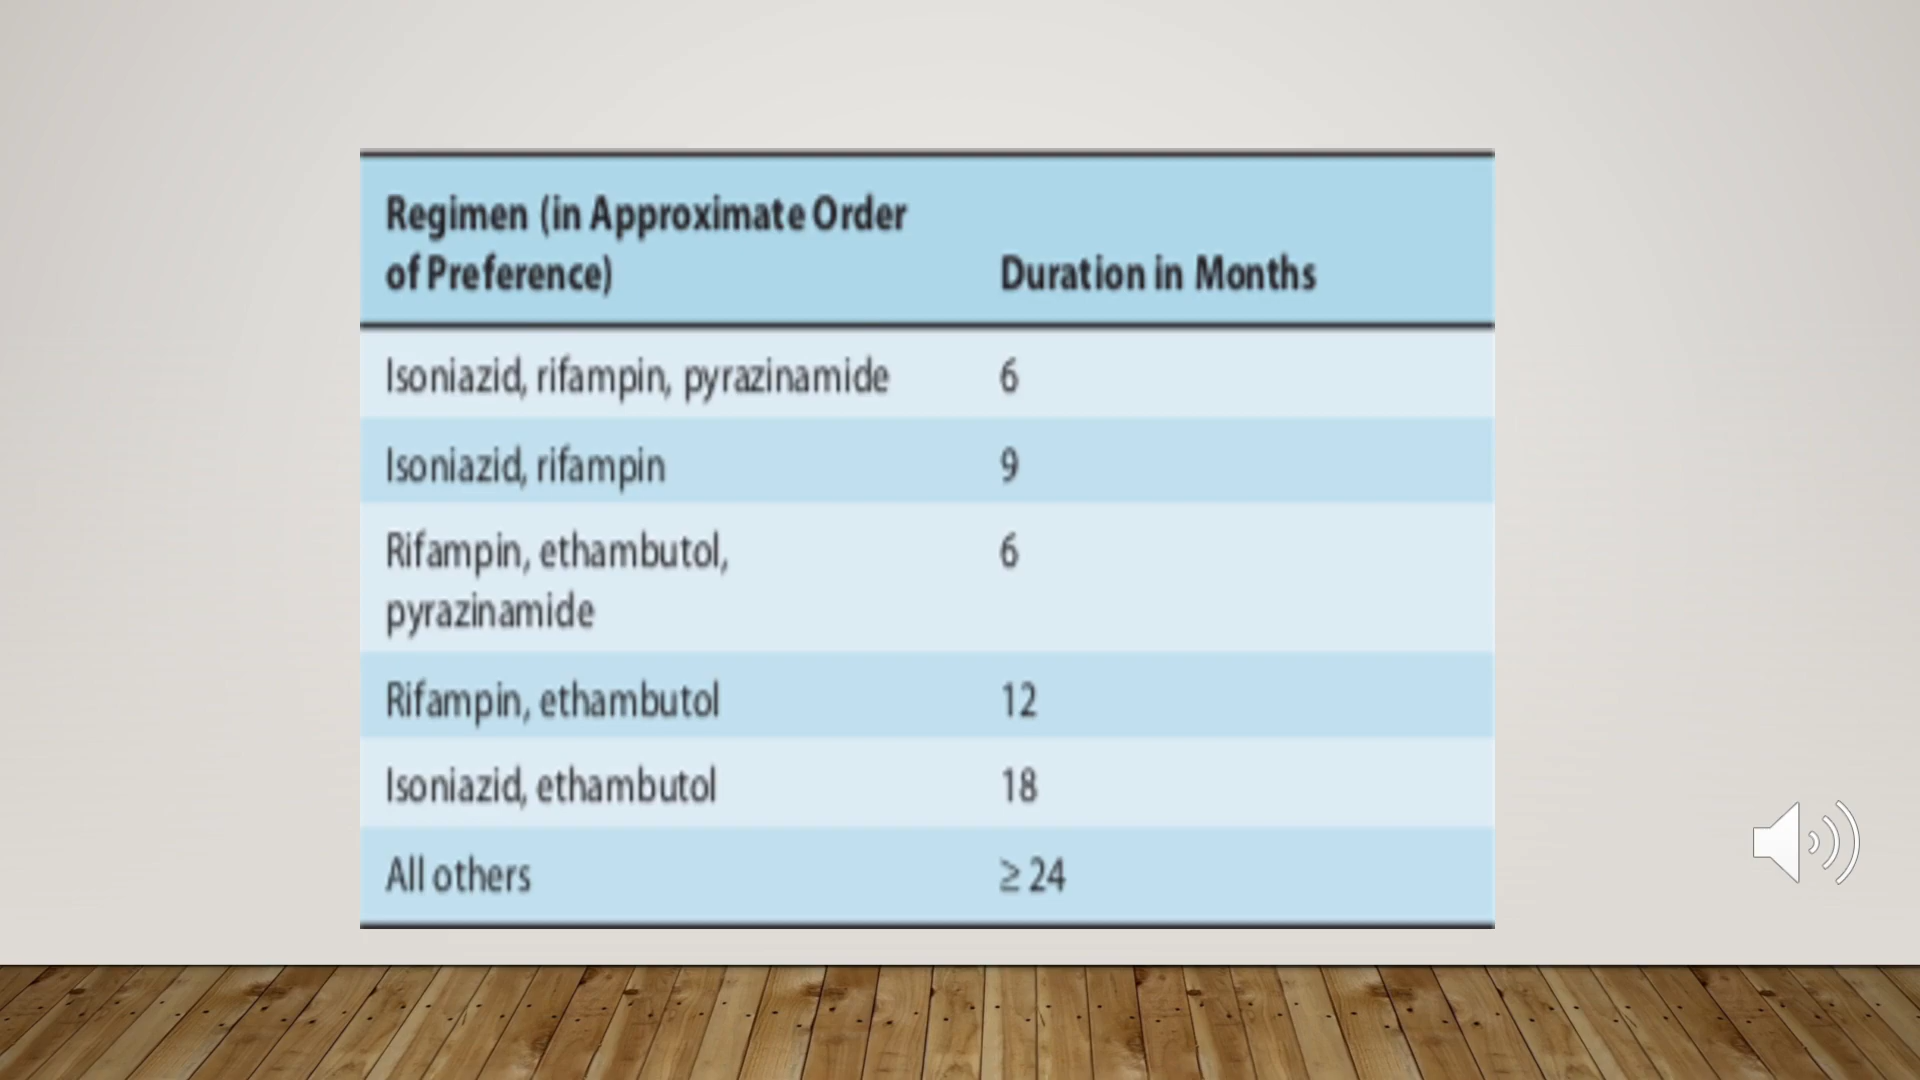 Regimen (in Approximate Order
of Preference) Duration in Months
Isoniazid, rifampin, pyrazinamide 6
Isoniazid, rifampin 9
Rifampin, ethambutol, 6
pyrazinamide
Rifampin, ethambutol 12
Isoniazid, ethambutol 18
All others ≥ 24